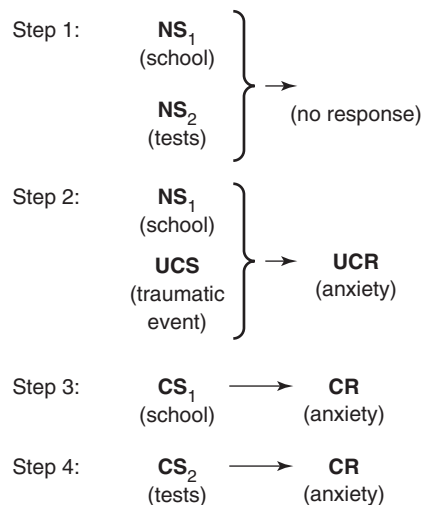 Step 1: NS₁
(school)
(no response)
NS₂
(tests)
Step 2: NS₁
(school)
UCS UCR
(traumatic (anxiety)
event)
Step 3: CS₁ CR
(school) (anxiety)
Step 4: CS₂ CR
(tests) (anxiety)